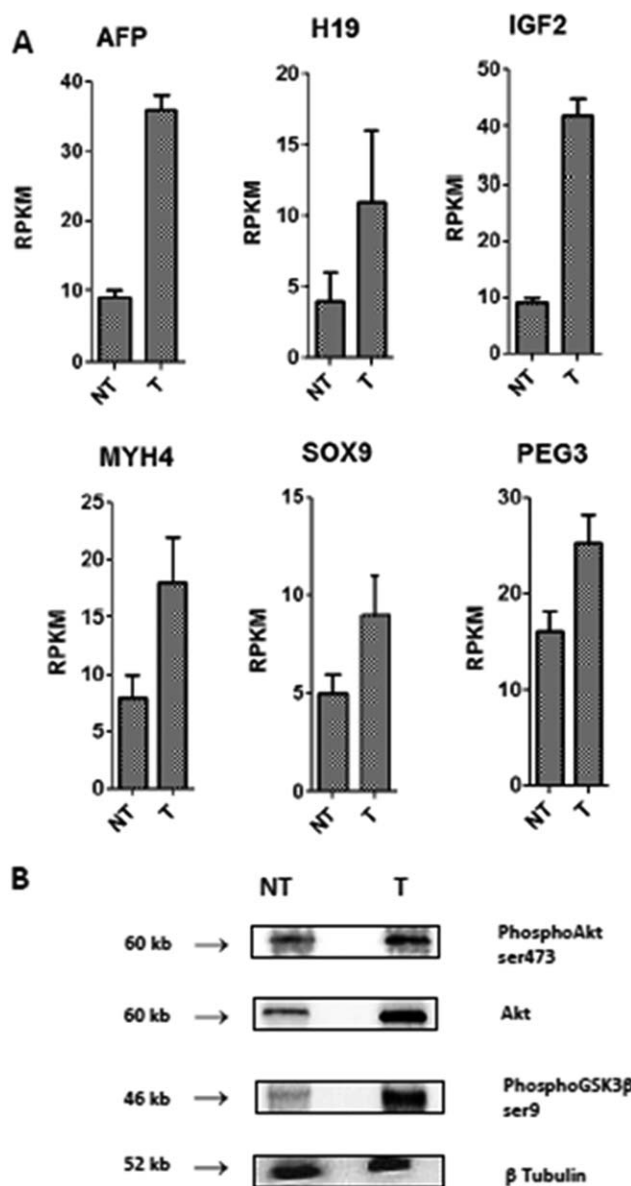 A
AFP
H19
IGF2
RPKM
40
30
20
10
0
NT T
RPKM
20
15
10
5
0
NT T
RPKMI
50
40
30
20
10
0
NT T
MYH4
SOX9
PEG3
RPKM
25
20
15
10
5
0
NT T
RPKM
15
10
5
0
NT T
RPKM
30
20
10
0
NT T
B
NT T
60 kb → PhosphoAkt
ser473
60 kb → Akt
46 kb → PhosphoGSK3β
ser9
52 kb → β Tubulin